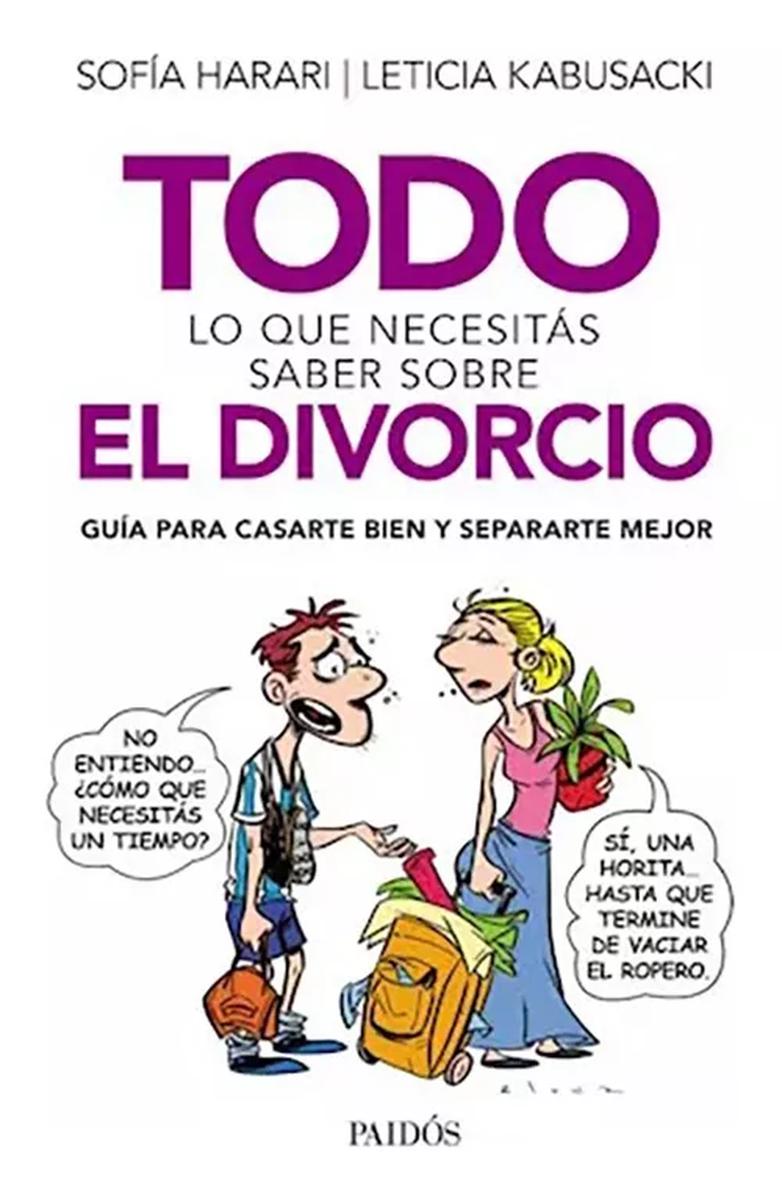 SOFÍA HARARI | LETICIA KABUSACKI
TODO
LO QUE NECESITÁS
SABER SOBRE
EL DIVORCIO
GUÍA PARA CASARTE BIEN Y SEPARARTE MEJOR
NO
ENTIENDO...
¿CÓMO QUE
NECESITÁS
UN TIEMPO?
SÍ, UNA
HORITA...
HASTA QUE
TERMINE
DE VACIAR
EL ROPERO.
PAIDÓS